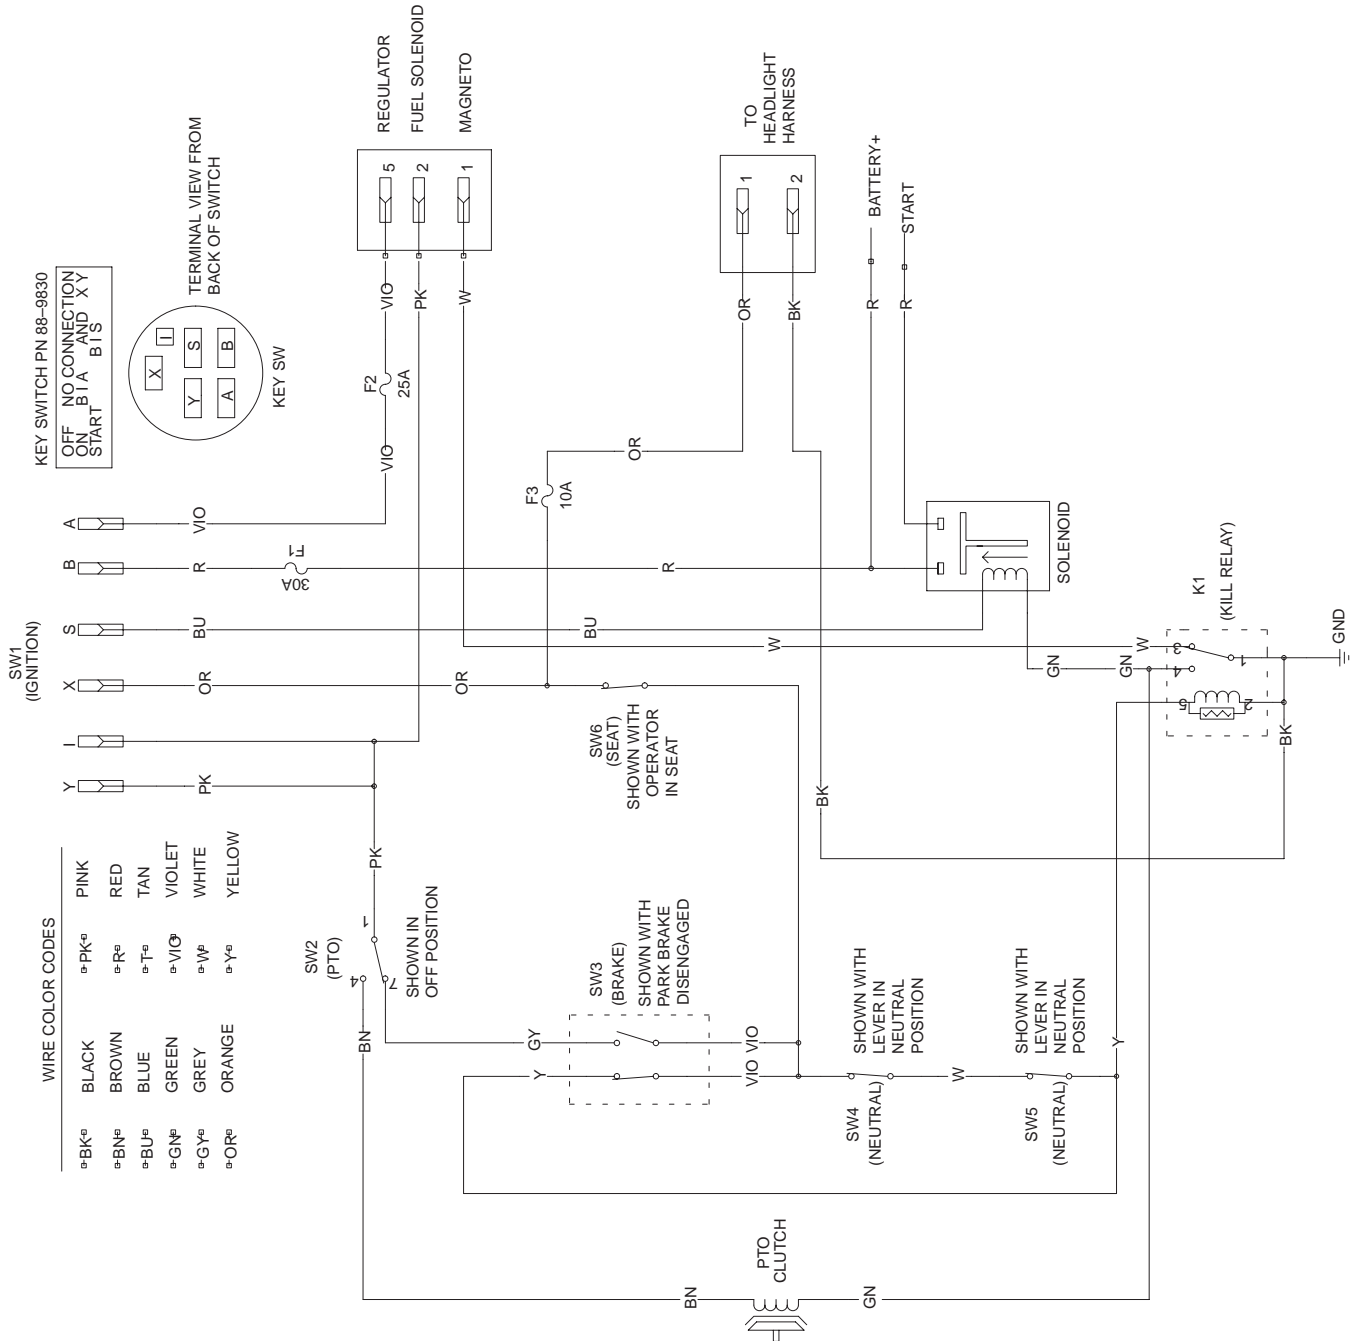 KEY SWITCH PN 88–9830
OFF NO CONNECTION
ON B I A AND X Y
START B I S
X
I
Y
S
A
B
KEY SW
TERMINAL VIEW FROM
BACK OF SWITCH
REGULATOR
FUEL SOLENOID
MAGNETO
5
2
1
VIO
PK
W
F2
25A
VIO
TO
HEADLIGHT
HARNESS
1
2
OR
BK
BATTERY+
START
R
R
OR
F3
10A
SW1
(IGNITION)
A
B
S
X
I
Y
VIO
R
BU
OR
PK
F1
30A
R
BU
OR
W
SOLENOID
SW6
(SEAT)
SHOWN WITH
OPERATOR
IN SEAT
K1
(KILL RELAY)
W
GN
GN
3
4
1
5
2
GND
BK
BK
WIRE COLOR CODES
BK BLACK PK PINK
BN BROWN R RED
BU BLUE T TAN
GN GREEN VIO VIOLET
GY GREY W WHITE
OR ORANGE Y YELLOW
PK
SW2
(PTO)
1
4
7
SHOWN IN
OFF POSITION
BN
GY
Y
SW3
(BRAKE)
SHOWN WITH
PARK BRAKE
DISENGAGED
VIO VIO
SHOWN WITH
LEVER IN
NEUTRAL
POSITION
SW4
(NEUTRAL)
W
SHOWN WITH
LEVER IN
NEUTRAL
POSITION
SW5
(NEUTRAL)
Y
BN
PTO
CLUTCH
GN